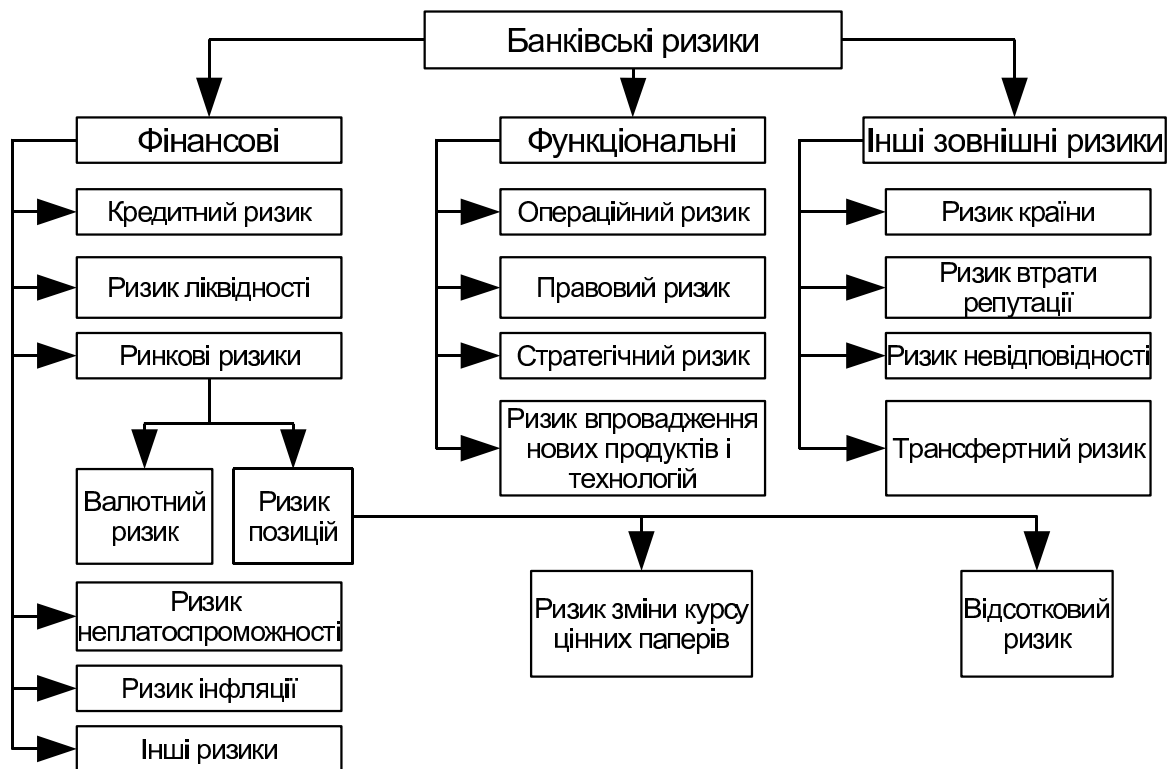 Банківські ризики
Фінансові
Функціональні
Інші зовнішні ризики
Кредитний ризик
Операційний ризик
Ризик країни
Ризик ліквідності
Правовий ризик
Ризик втрати
репутації
Ринкові ризики
Стратегічний ризик
Ризик невідповідності
Ризик впровадження
нових продуктів і
технологій
Трансфертний ризик
Валютний
ризик
Ризик
позицій
Ризик
неплатоспроможності
Ризик зміни курсу
цінних паперів
Відсотковий
ризик
Ризик інфляції
Інші ризики